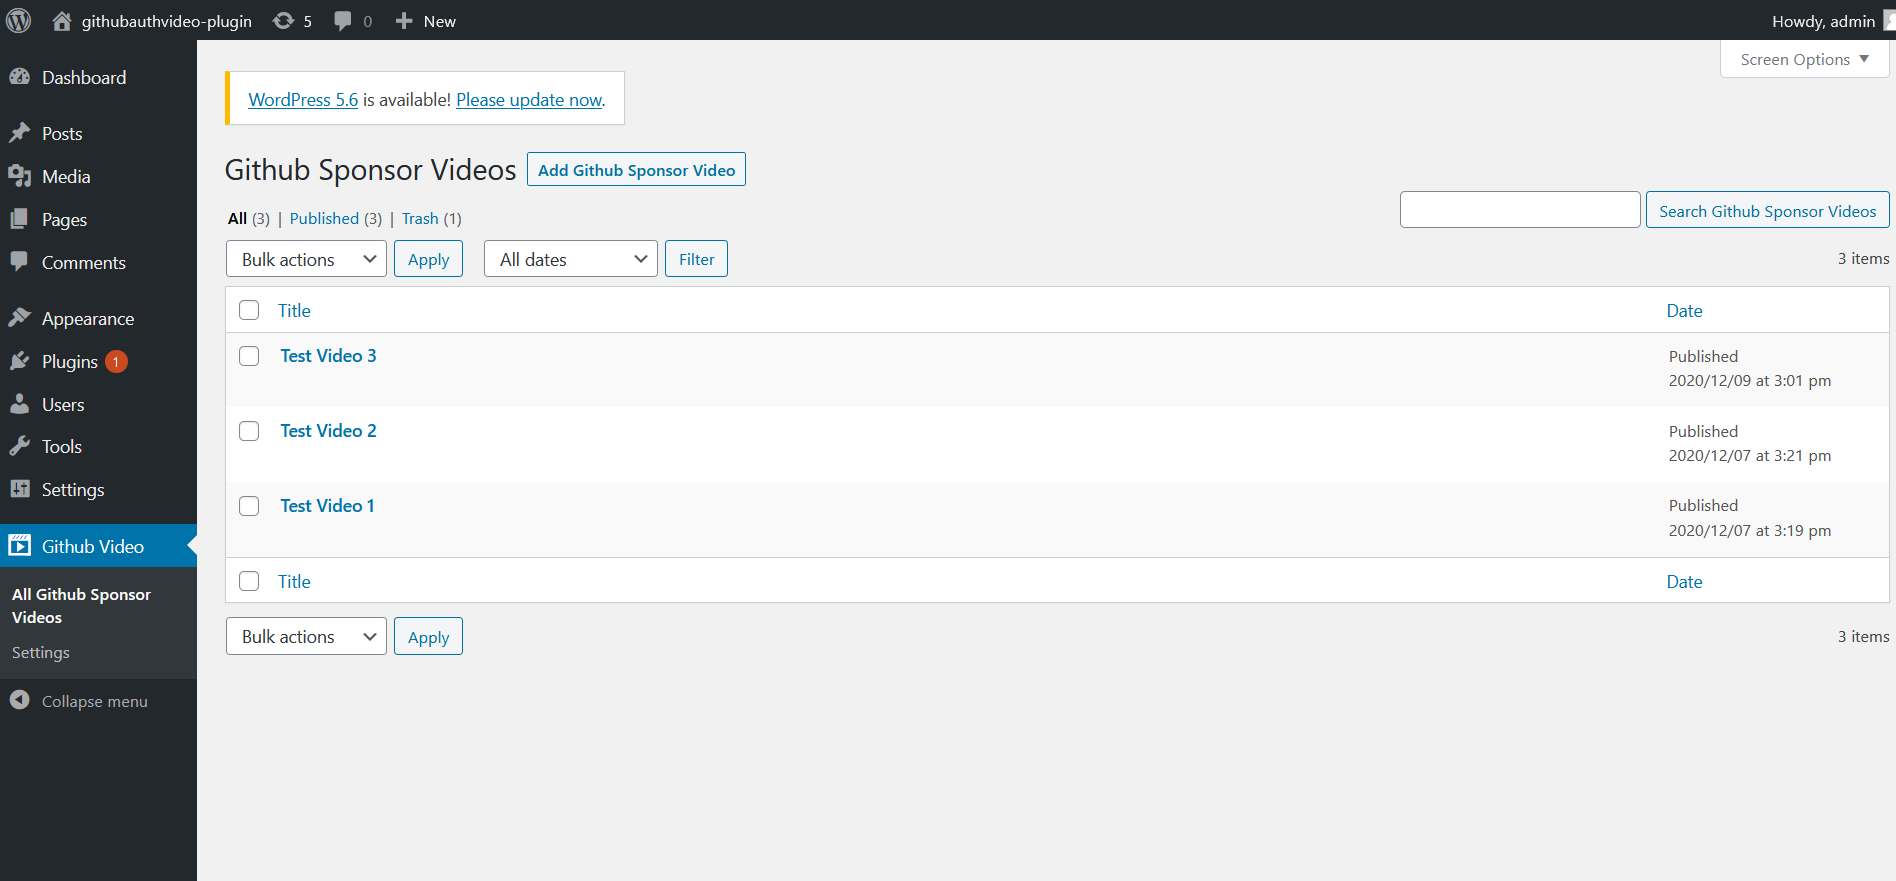 githubauthvideo-plugin 5 0 New Howdy, admin
Screen Options
Dashboard
Posts
Media
Pages
Comments
Appearance
Plugins 1
Users
Tools
Settings
Github Video
All Github Sponsor
Videos
Settings
Collapse menu
WordPress 5.6 is available! Please update now.
Github Sponsor Videos Add Github Sponsor Video
All (3) | Published (3) | Trash (1)
Search Github Sponsor Videos
Bulk actions Apply All dates Filter 3 items
Title Date
Test Video 3 Published
2020/12/09 at 3:01 pm
Test Video 2 Published
2020/12/07 at 3:21 pm
Test Video 1 Published
2020/12/07 at 3:19 pm
Title Date
Bulk actions Apply 3 items